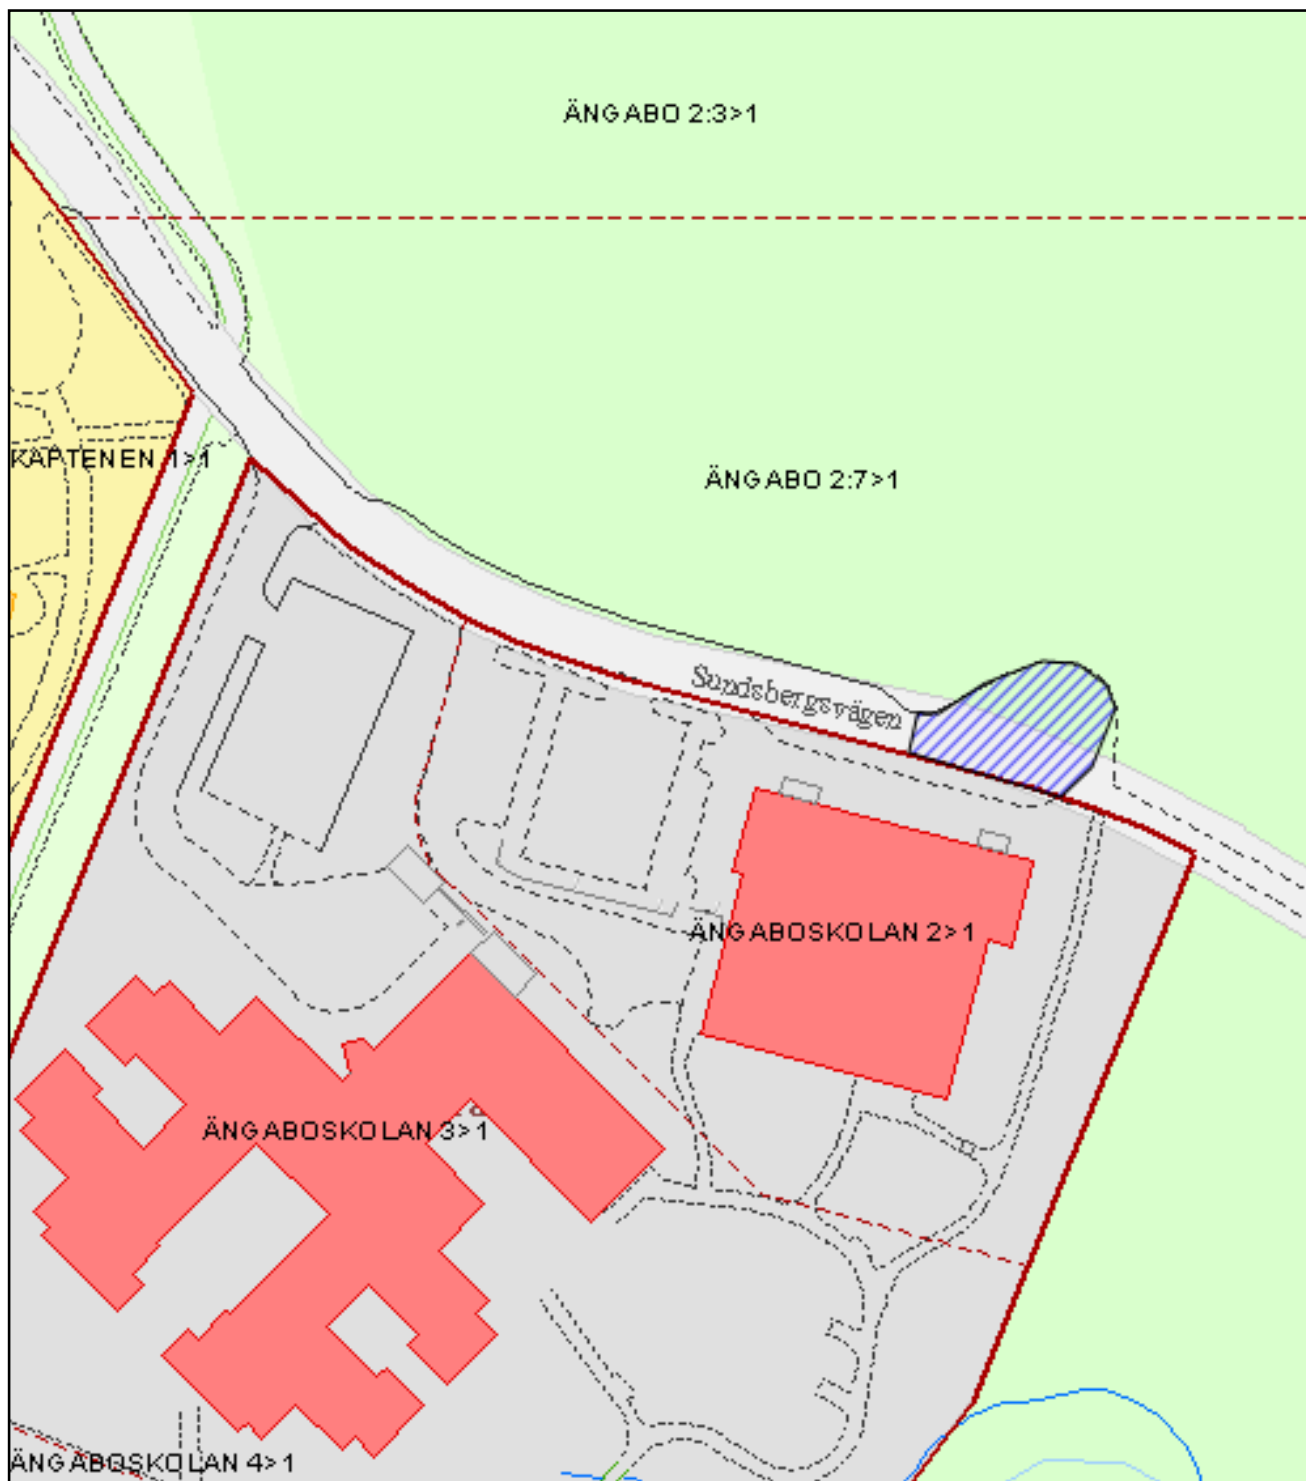 ÄNGABO 2:3>1
KAPTENEN 1>1
ÄNGABO 2:7>1
Sundsbergsvägen
ÄNGABOSKOLAN 2>1
ÄNGABOSKOLAN 3>1
ÄNGABOSKOLAN 4>1